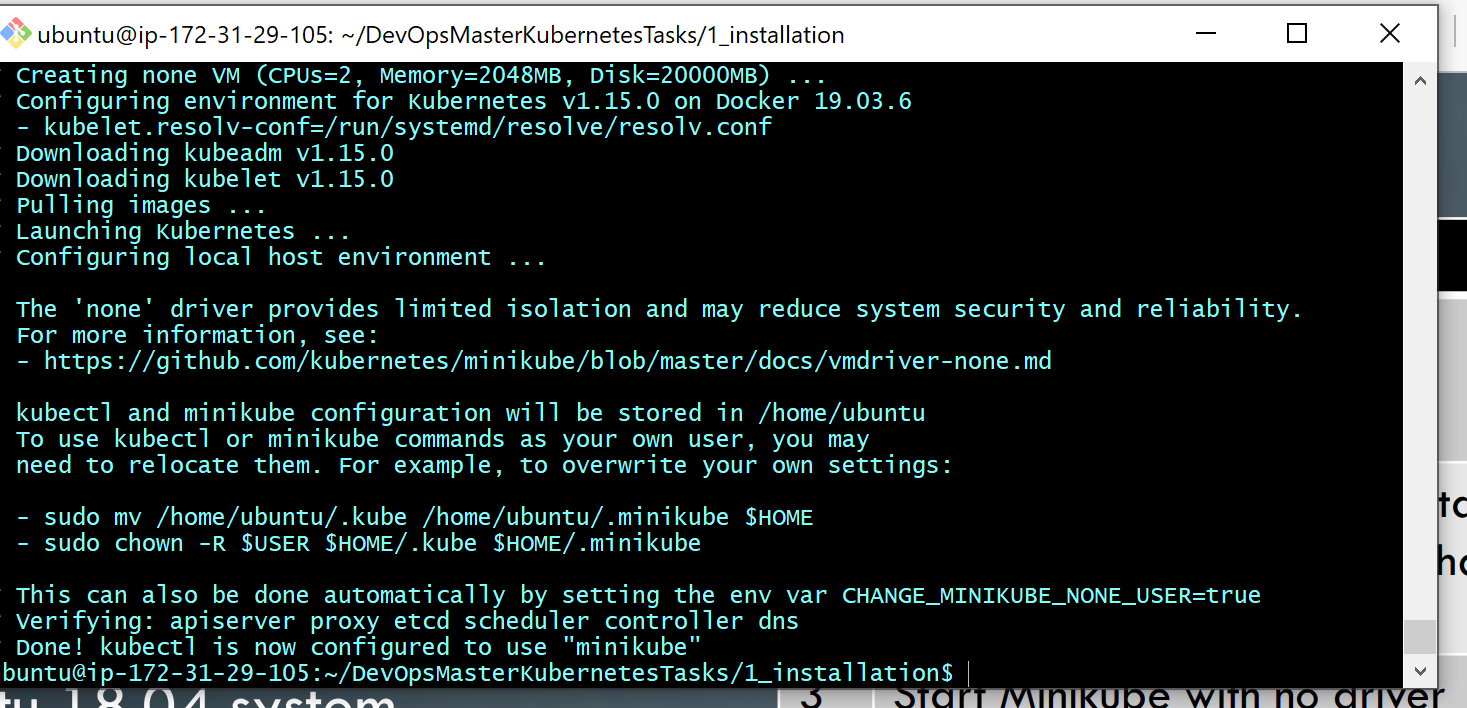 ubuntu@ip-172-31-29-105: ~/DevOpsMasterKubernetesTasks/1_installation
Creating none VM (CPUs=2, Memory=2048MB, Disk=20000MB) ...
Configuring environment for Kubernetes v1.15.0 on Docker 19.03.6
- kubelet.resolv-conf=/run/systemd/resolve/resolv.conf
Downloading kubeadm v1.15.0
Downloading kubelet v1.15.0
Pulling images ...
Launching Kubernetes ...
Configuring local host environment ...
The 'none' driver provides limited isolation and may reduce system security and reliability.
For more information, see:
- https://github.com/kubernetes/minikube/blob/master/docs/vmdriver-none.md
kubectl and minikube configuration will be stored in /home/ubuntu
To use kubectl or minikube commands as your own user, you may
need to relocate them. For example, to overwrite your own settings:
- sudo mv /home/ubuntu/.kube /home/ubuntu/.minikube $HOME
- sudo chown -R $USER $HOME/.kube $HOME/.minikube
This can also be done automatically by setting the env var CHANGE_MINIKUBE_NONE_USER=true
Verifying: apiserver proxy etcd scheduler controller dns
Done! kubectl is now configured to use "minikube"
buntu@ip-172-31-29-105:~/DevOpsMasterKubernetesTasks/1_installation$
tu 18.04 system
3 Start Minikube with no driver